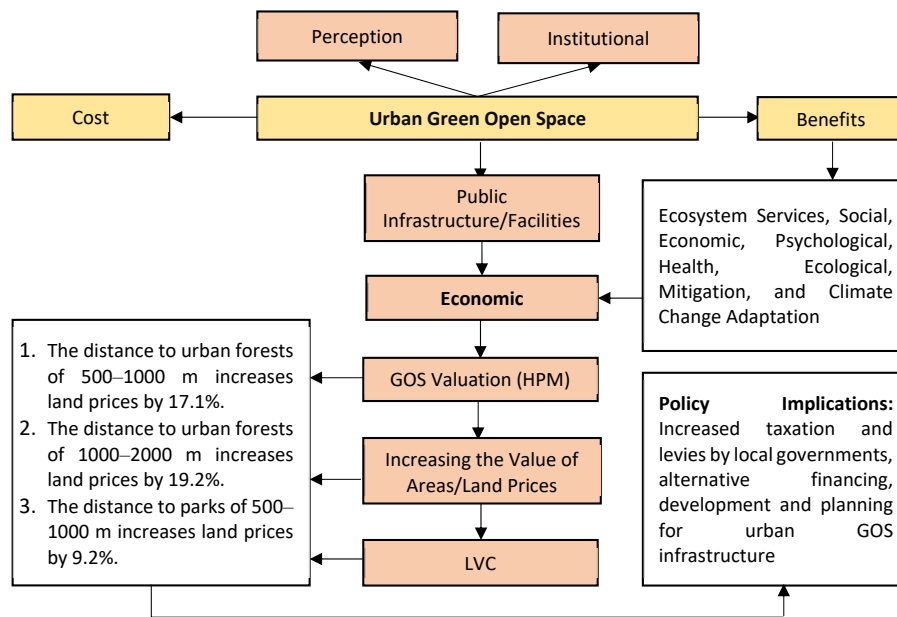 Perception
Institutional
Cost
Urban Green Open Space
Benefits
Public
Infrastructure/Facilities
Ecosystem Services, Social,
Economic, Psychological,
Health, Ecological,
Mitigation, and Climate
Change Adaptation
Economic
1. The distance to urban forests
of 500–1000 m increases
land prices by 17.1%.
2. The distance to urban forests
of 1000–2000 m increases
land prices by 19.2%.
3. The distance to parks of 500–
1000 m increases land prices
by 9.2%.
GOS Valuation (HPM)
Increasing the Value of
Areas/Land Prices
LVC
Policy Implications:
Increased taxation and
levies by local governments,
alternative financing,
development and planning
for urban GOS
infrastructure